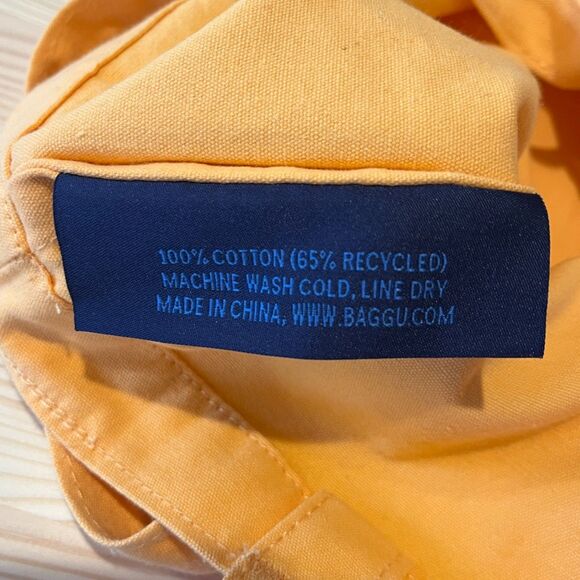 100% COTTON (65% RECYCLED)
MACHINE WASH COLD, LINE DRY
MADE IN CHINA, WWW.BAGGU.COM